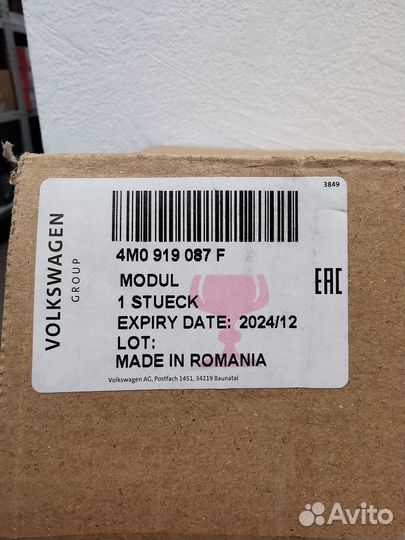 3849
VOLKSWAGEN
GROUP
4M0 919 087 F
MODUL
1 STUECK
EXPIRY DATE: 2024/12
LOT:
MADE IN ROMANIA
Volkswagen AG, Postfach 1451, 34219 Baunatal
EAC
Avito